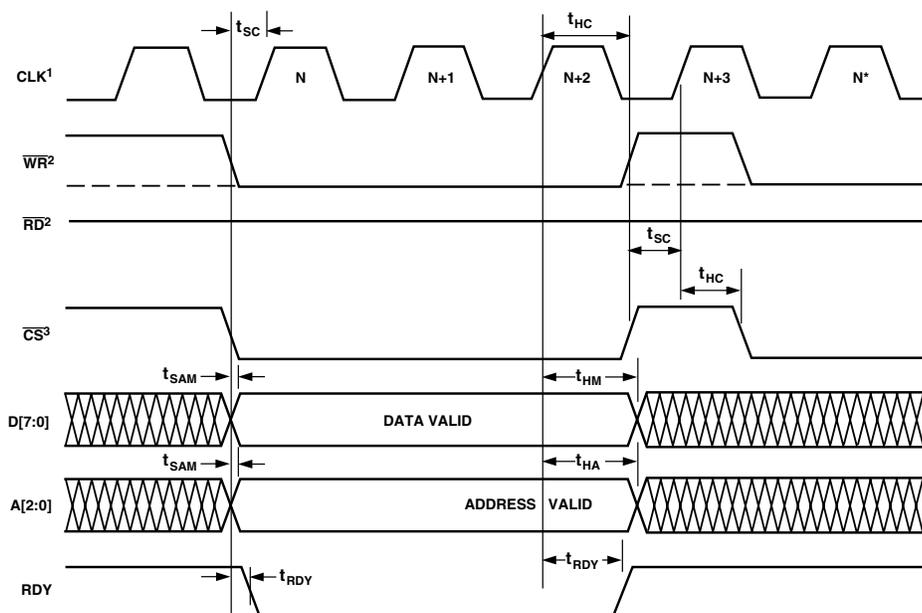 tSC
tHC
CLK1
N
N+1
N+2
N+3
N*
WR2
RD2
tSC
tHC
CS3
tSAM
tHM
D[7:0]
DATA VALID
tSAM
tHA
A[2:0]
ADDRESS VALID
tRDY
tRDY
RDY